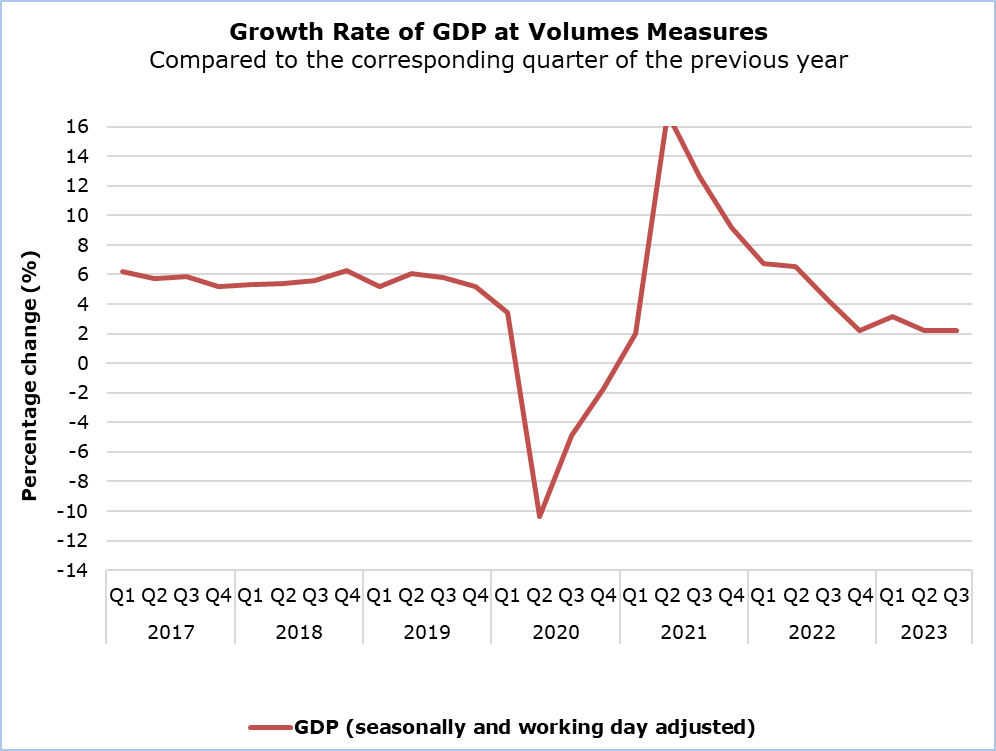 Growth Rate of GDP at Volumes Measures
Compared to the corresponding quarter of the previous year
Percentage change (%)
16
14
12
10
8
6
4
2
0
-2
-4
-6
-8
-10
-12
-14
Q1 Q2 Q3 Q4 Q1 Q2 Q3 Q4 Q1 Q2 Q3 Q4 Q1 Q2 Q3 Q4 Q1 Q2 Q3 Q4 Q1 Q2 Q3 Q4 Q1 Q2 Q3
2017 2018 2019 2020 2021 2022 2023
GDP (seasonally and working day adjusted)